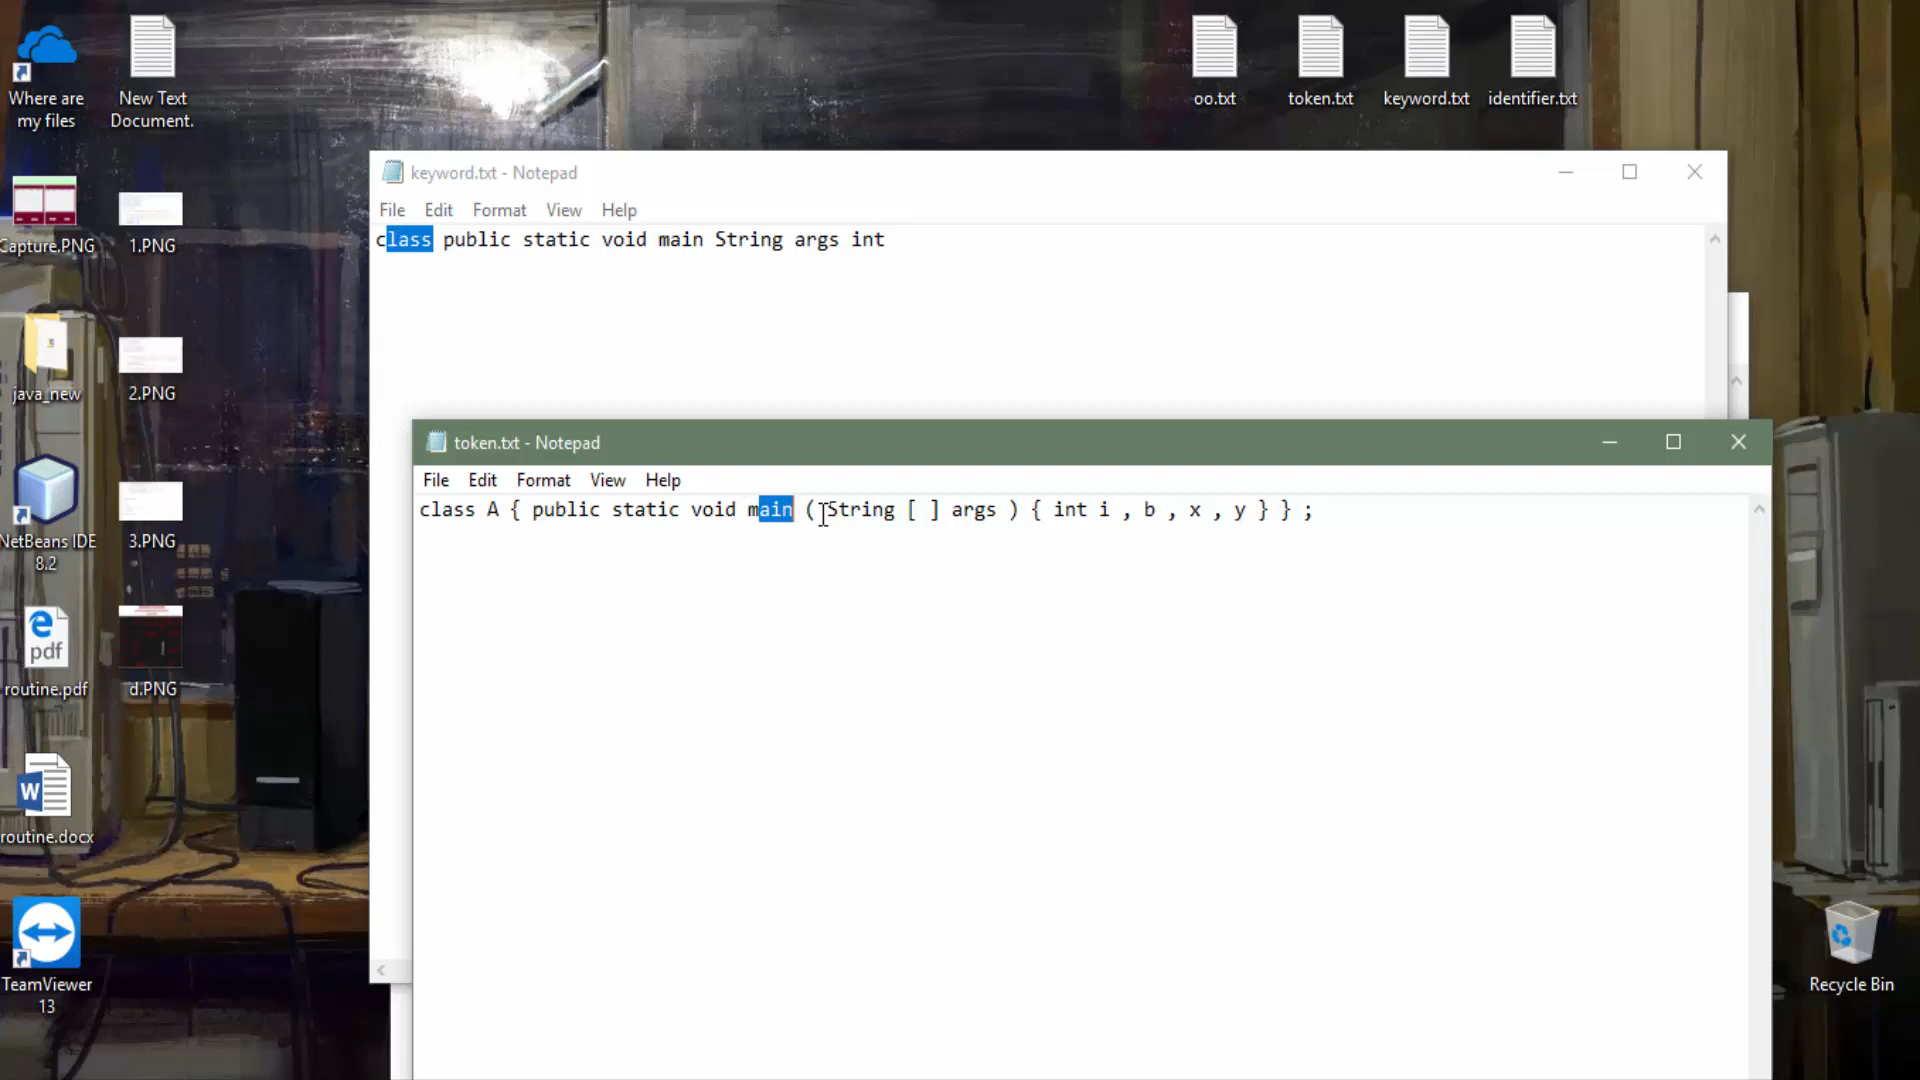 Where are
my files
New Text
Document.
oo.txt
token.txt
keyword.txt
identifier.txt
Capture.PNG
1.PNG
java_new
2.PNG
NetBeans IDE
8.2
3.PNG
pdf
routine.pdf
d.PNG
W
routine.docx
TeamViewer
13
Recycle Bin
keyword.txt - Notepad
File Edit Format View Help
class public static void main String args int
token.txt - Notepad
File Edit Format View Help
class A { public static void main ( String [ ] args ) { int i , b , x , y } } ;